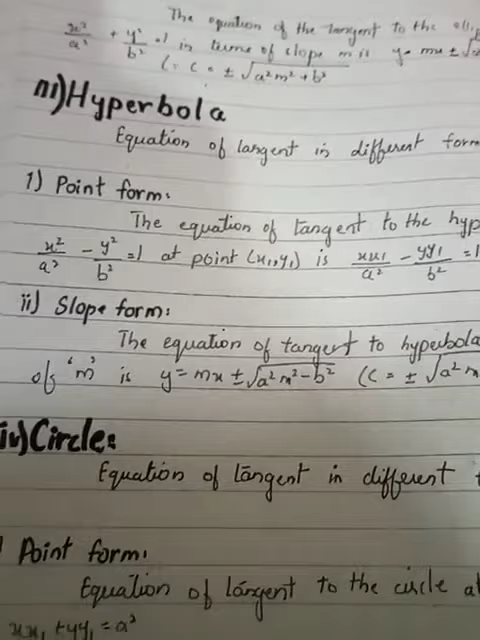 The equation of the tangent to the
x²/a² + y²/b² = 1 in terms of slope m is y = mx ± √
(= c = ± √a²m² + b²
iii) Hyperbola
Equation of tangent in different form
1) Point form:
The equation of tangent to the hyp
x²/a² - y²/b² = 1 at point (x₁, y₁) is xx₁/a² - yy₁/b² = 1
ii) Slope form:
The equation of tangert to hyperbola
of 'm' is y = mx ± √a²m² - b² (c = ± √a²m
iv) Circle:
Equation of tangent in different
Point form:
Equation of tangent to the circle at
xx₁ + yy₁ = a²